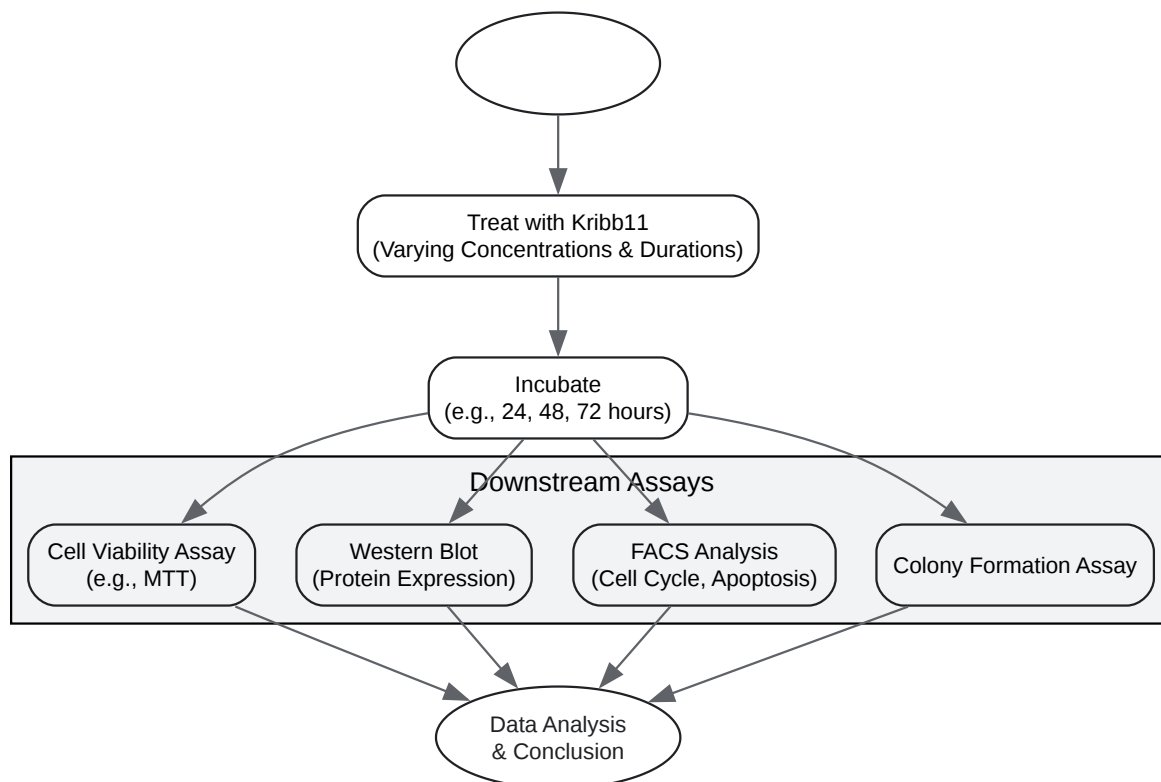 Treat with Kribb11
(Varying Concentrations & Durations)
Incubate
(e.g., 24, 48, 72 hours)
Downstream Assays
Cell Viability Assay
(e.g., MTT)
Western Blot
(Protein Expression)
FACS Analysis
(Cell Cycle, Apoptosis)
Colony Formation Assay
Data Analysis
& Conclusion